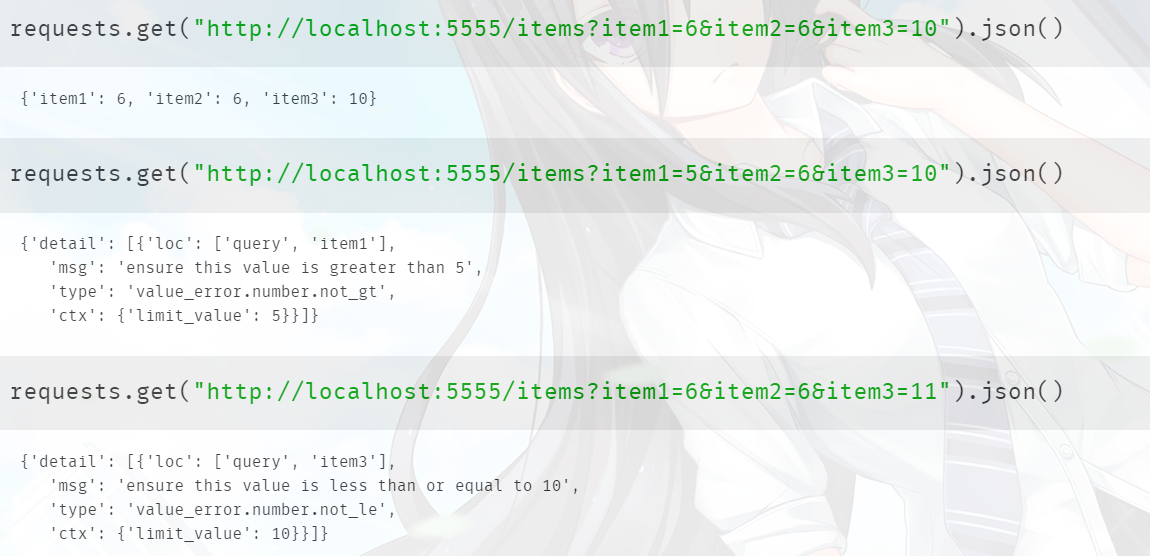 requests.get("http://localhost:5555/items?item1=6&item2=6&item3=10").json()
{'item1': 6, 'item2': 6, 'item3': 10}
requests.get("http://localhost:5555/items?item1=5&item2=6&item3=10").json()
{'detail': [{'loc': ['query', 'item1'],
'msg': 'ensure this value is greater than 5',
'type': 'value_error.number.not_gt',
'ctx': {'limit_value': 5}}]}
requests.get("http://localhost:5555/items?item1=6&item2=6&item3=11").json()
{'detail': [{'loc': ['query', 'item3'],
'msg': 'ensure this value is less than or equal to 10',
'type': 'value_error.number.not_le',
'ctx': {'limit_value': 10}}]}